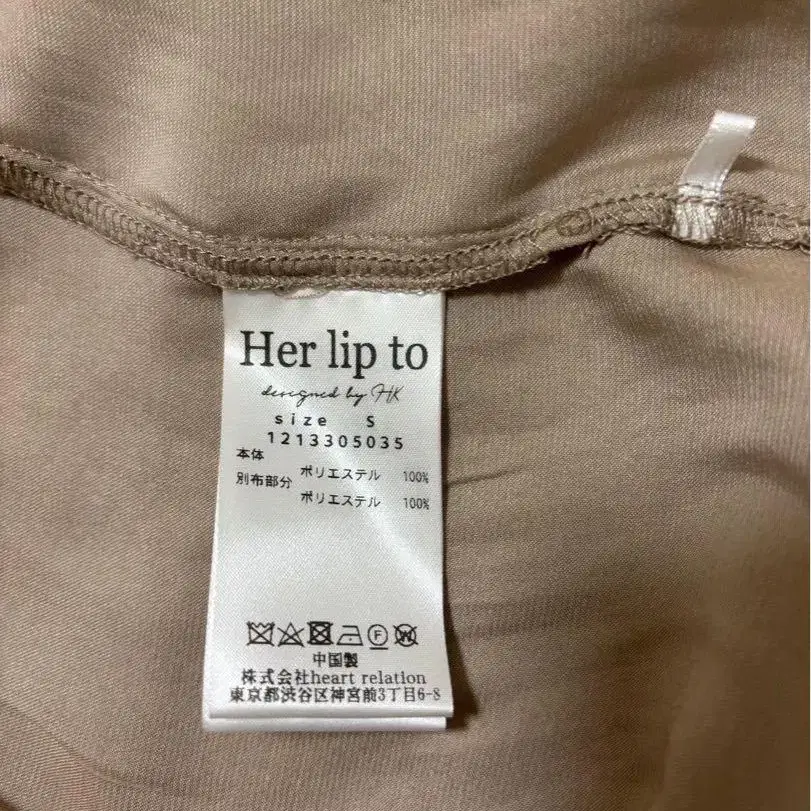 Her lip to
designed by HK
size S
1213305035
本体
ポリエステル 100%
別布部分
ポリエステル 100%
F W
中国製
株式会社heart relation
東京都渋谷区神宮前3丁目6-8